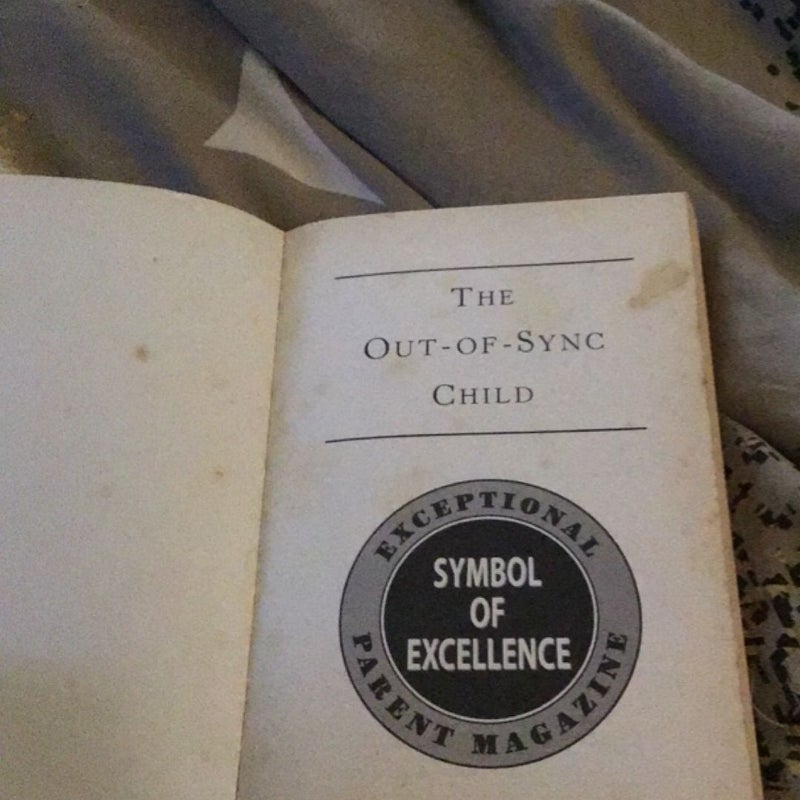 THE
OUT-OF-SYNC
CHILD
EXCEPTIONAL
SYMBOL
OF
EXCELLENCE
PARENT MAGAZINE